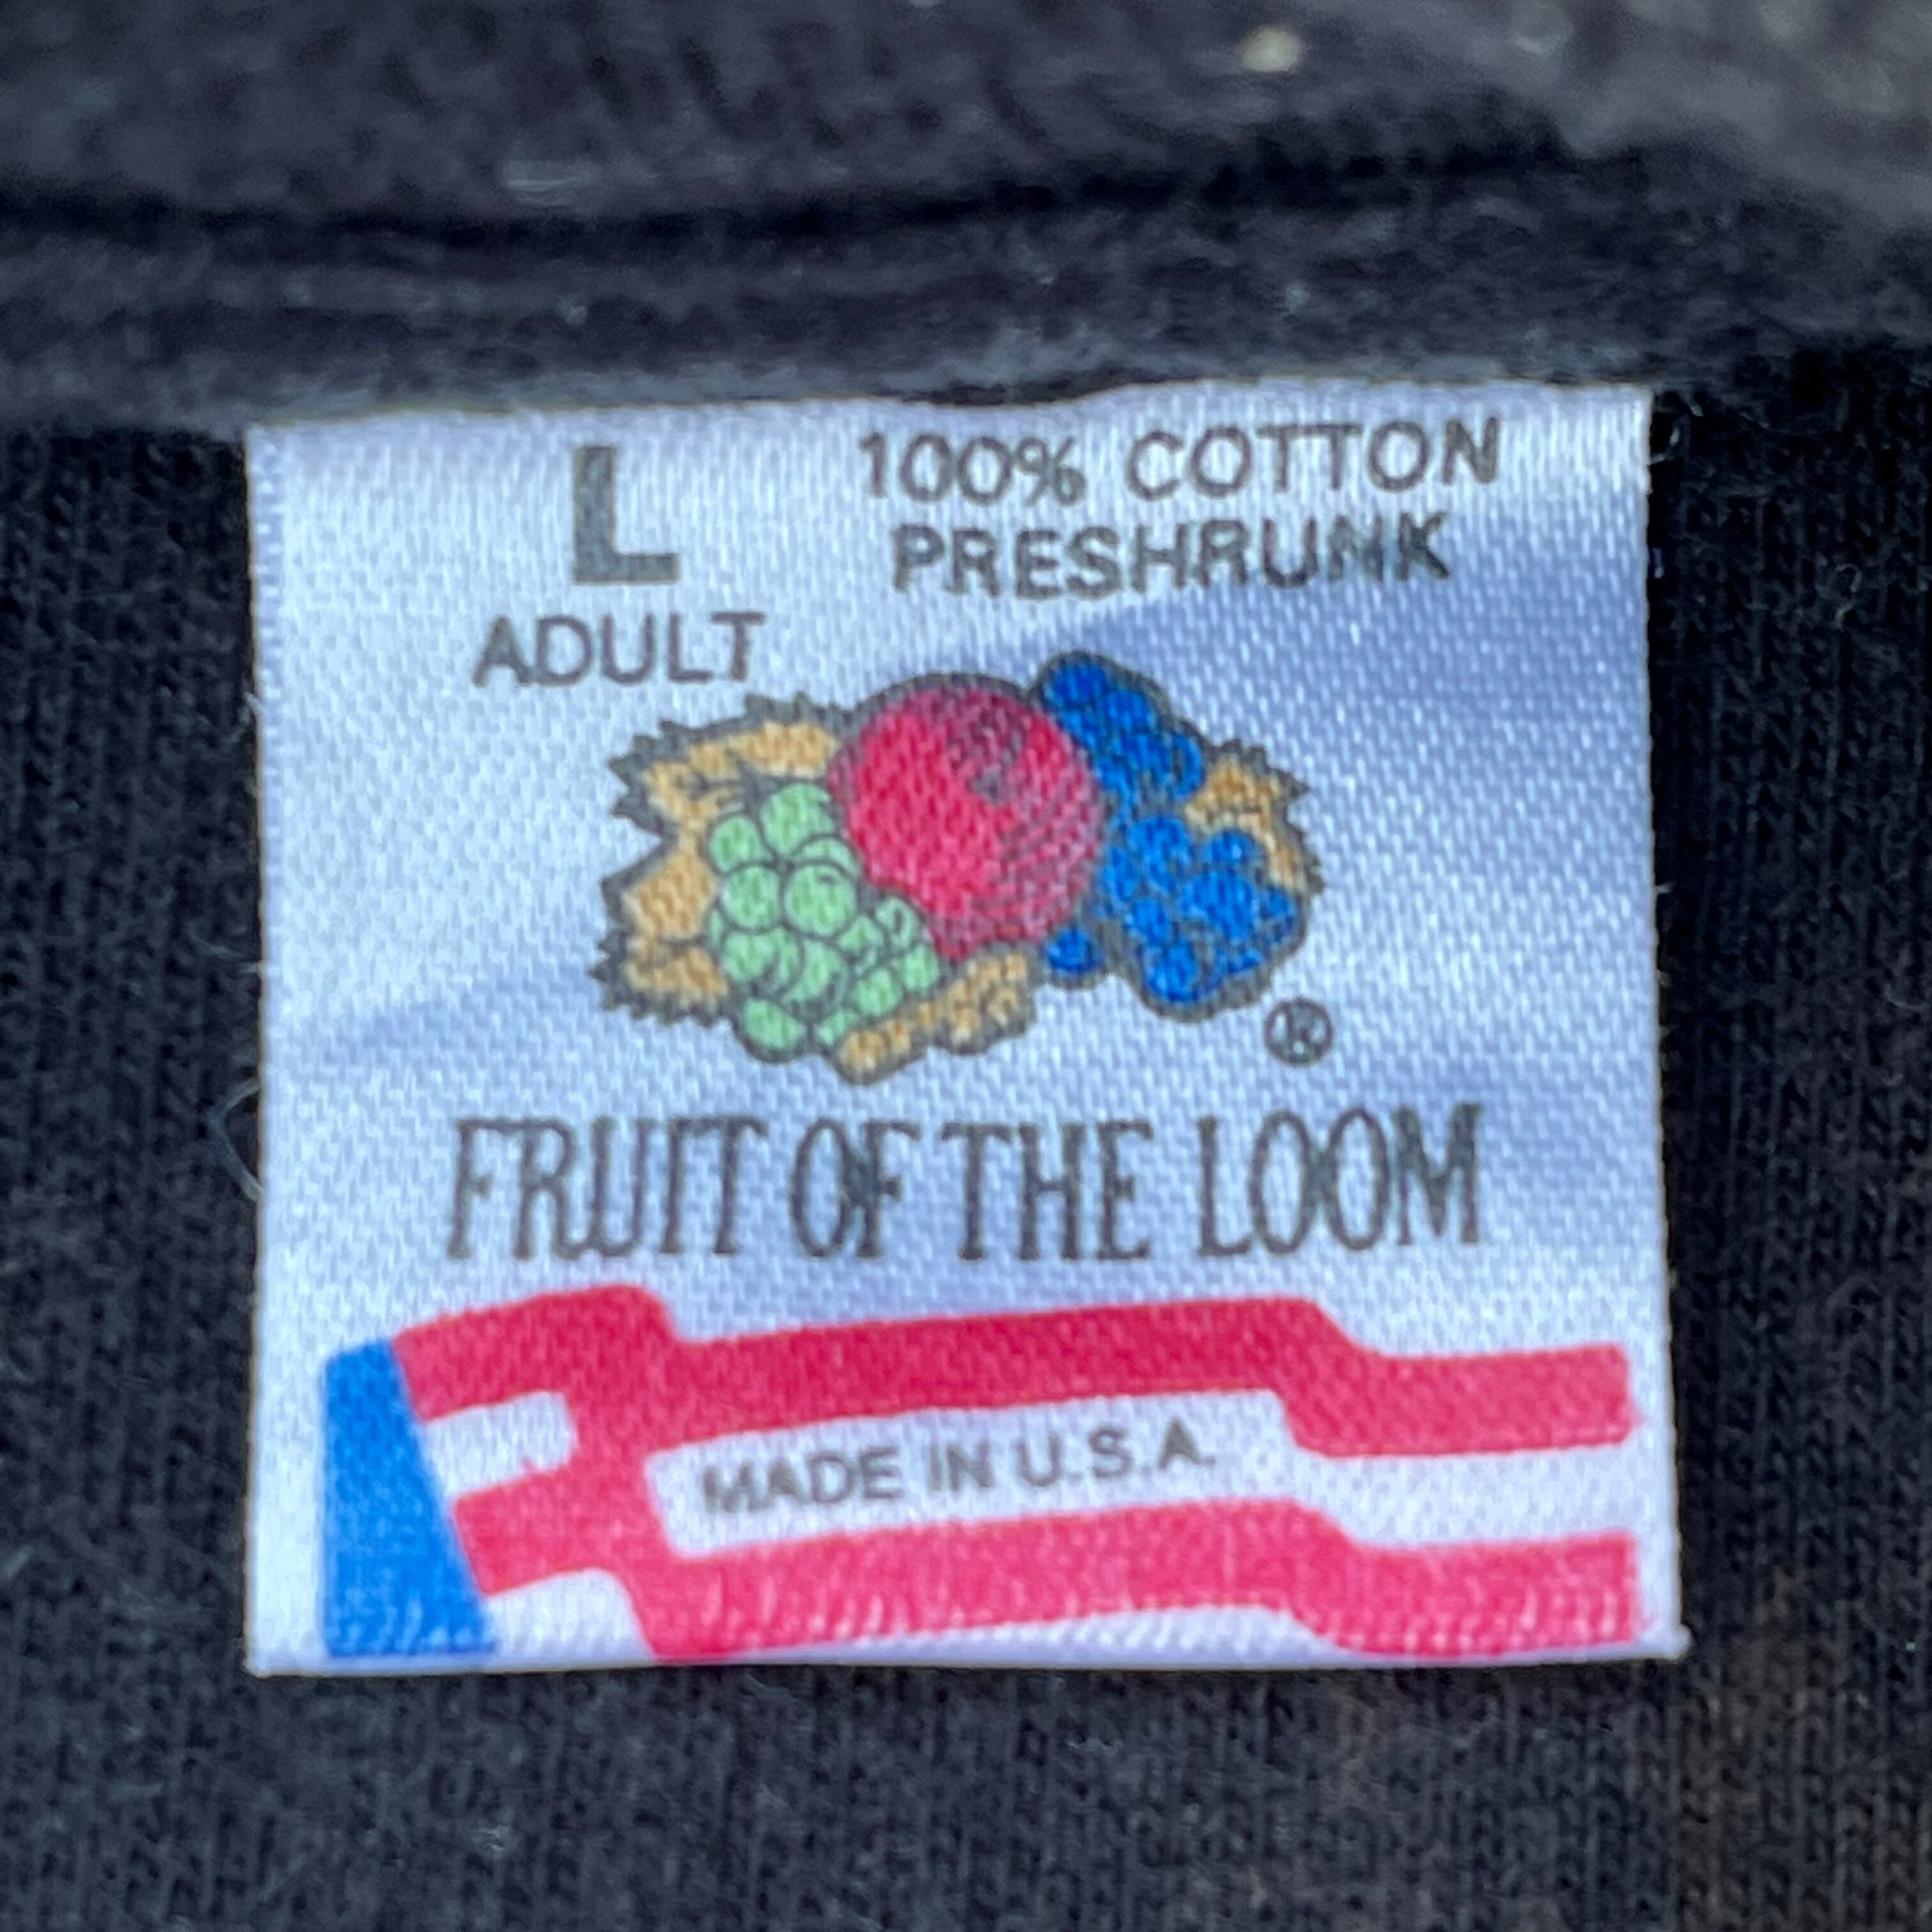 L
ADULT
100% COTTON
PRESHRUNK
®
FRUIT OF THE LOOM
MADE IN U.S.A.